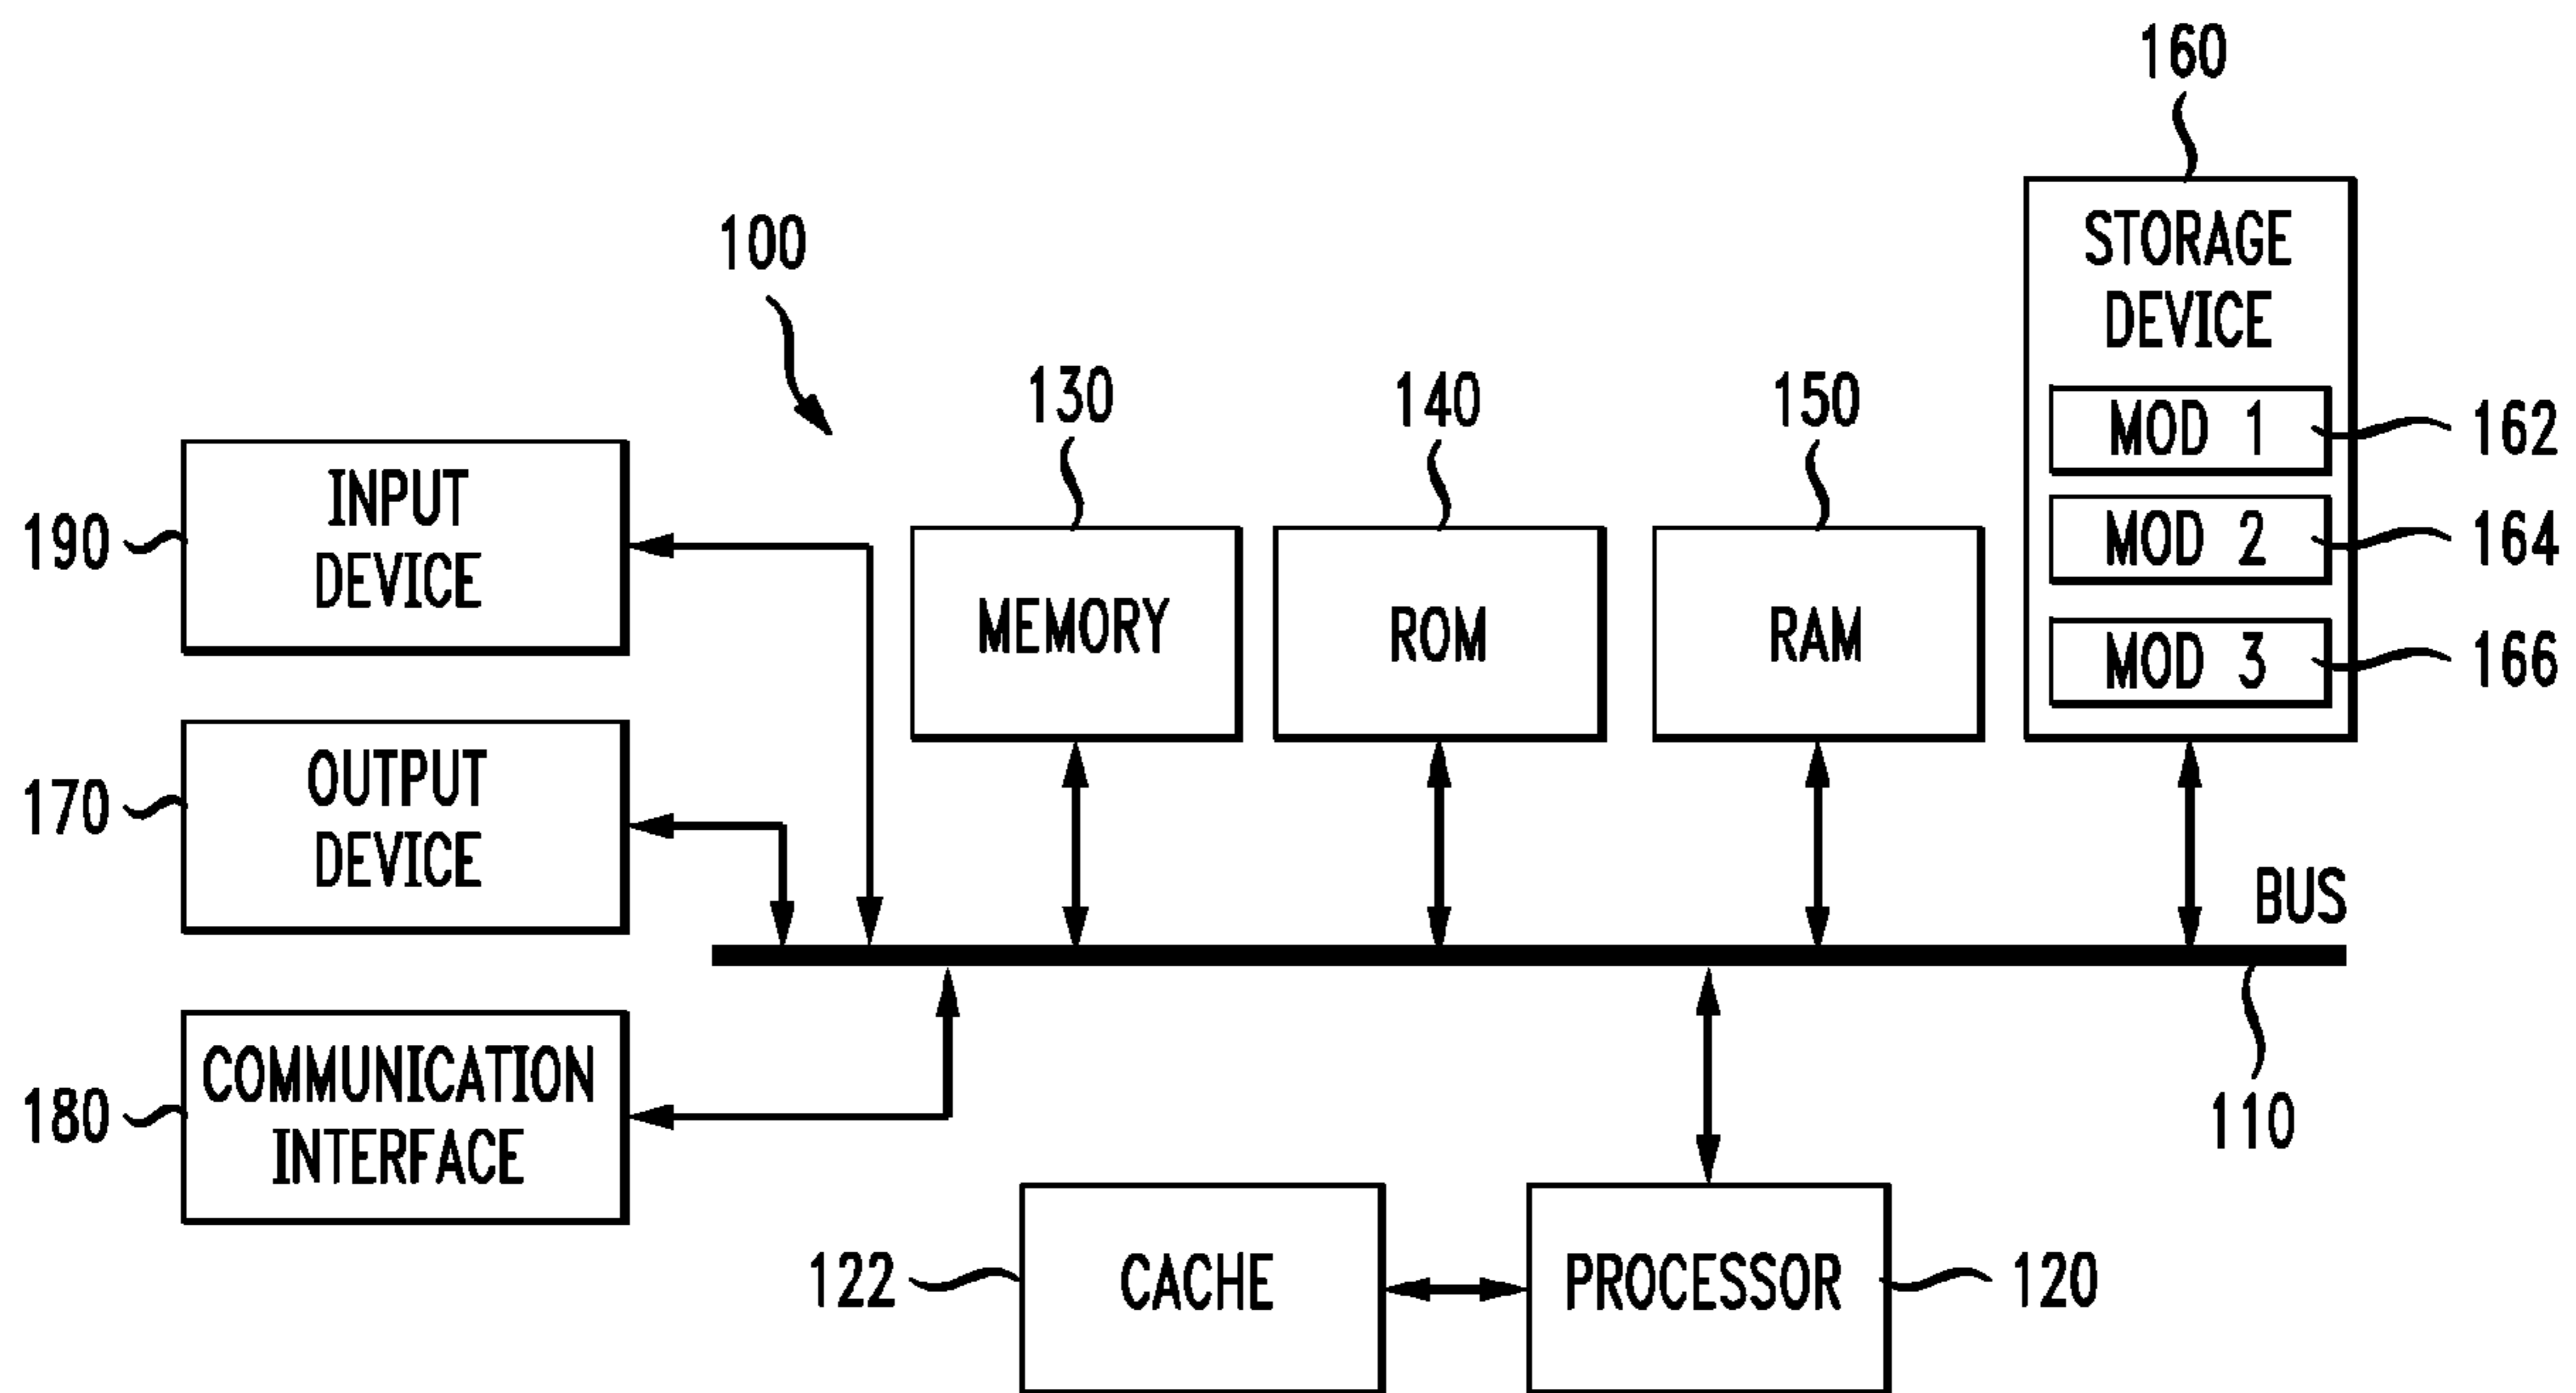 160
STORAGE
DEVICE
100
130
140
150
MOD 1
162
INPUT
DEVICE
190
MOD 2
164
MEMORY
ROM
RAM
MOD 3
166
OUTPUT
DEVICE
170
BUS
COMMUNICATION
INTERFACE
180
110
122
CACHE
PROCESSOR
120